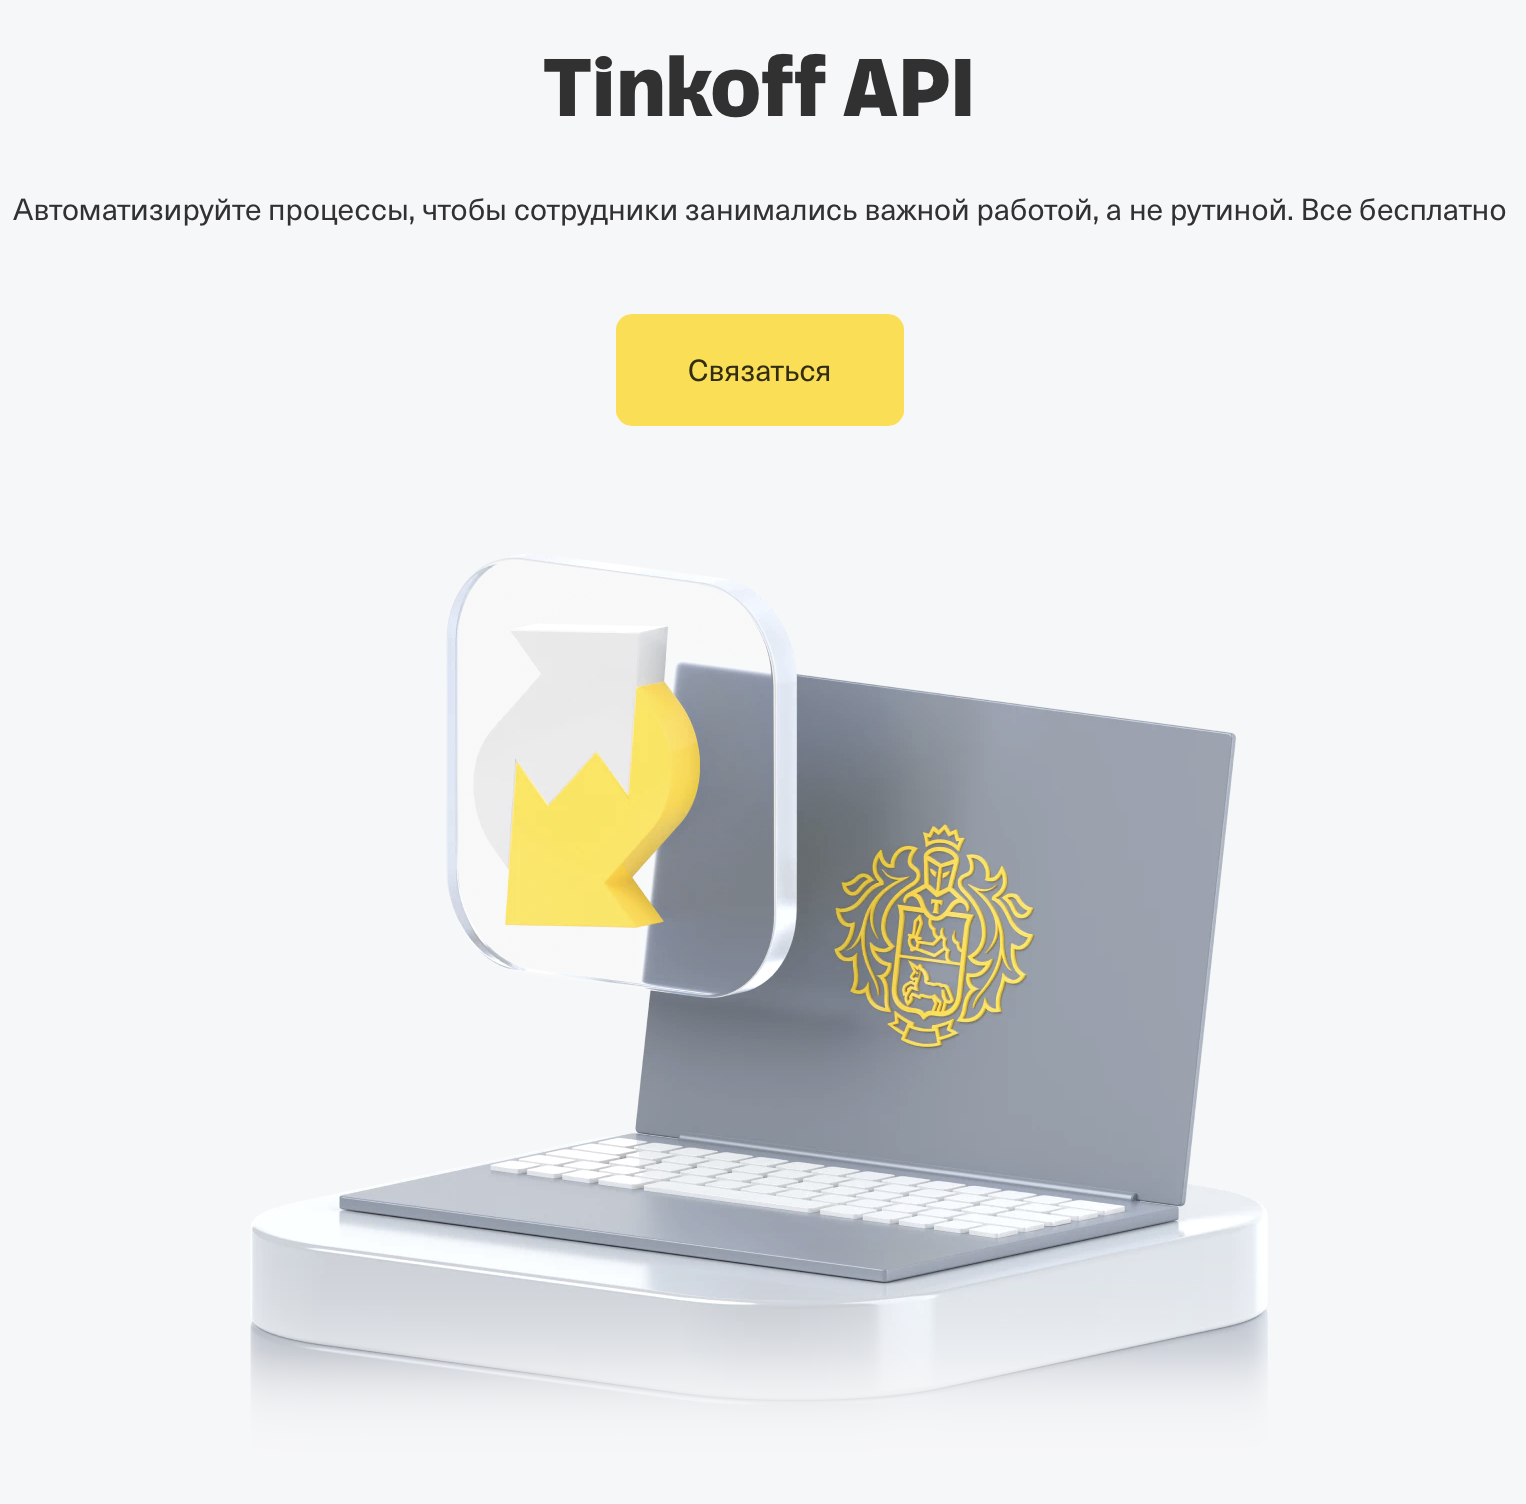 Tinkoff API
Автоматизируйте процессы, чтобы сотрудники занимались важной работой, а не рутиной. Все бесплатно
Связаться
T